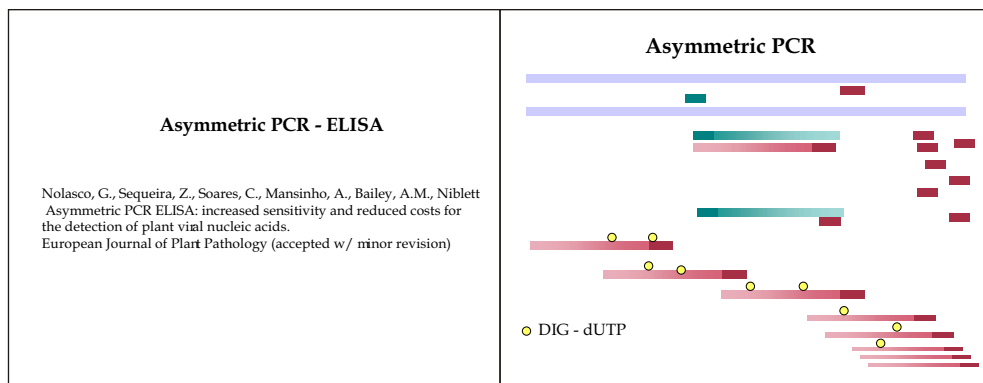 Asymmetric PCR - ELISA
Nolasco, G., Sequeira, Z., Soares, C., Mansinho, A., Bailey, A.M., Niblett
Asymmetric PCR ELISA: increased sensitivity and reduced costs for
the detection of plant viral nucleic acids.
European Journal of Plant Pathology (accepted w/ minor revision)
Asymmetric PCR
DIG - dUTP